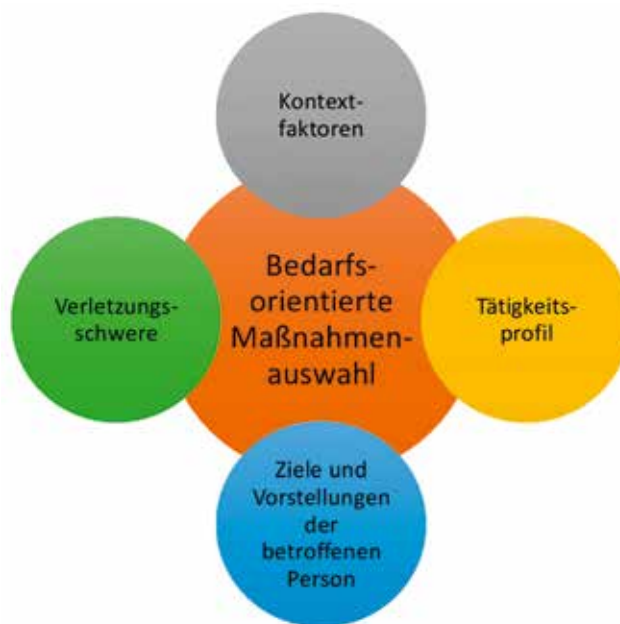 Kontext-
faktoren
Bedarfs-
orientierte
Maßnahmen-
auswahl
Verletzungs-
schwere
Tätigkeits-
profil
Ziele und
Vorstellungen
der
betroffenen
Person